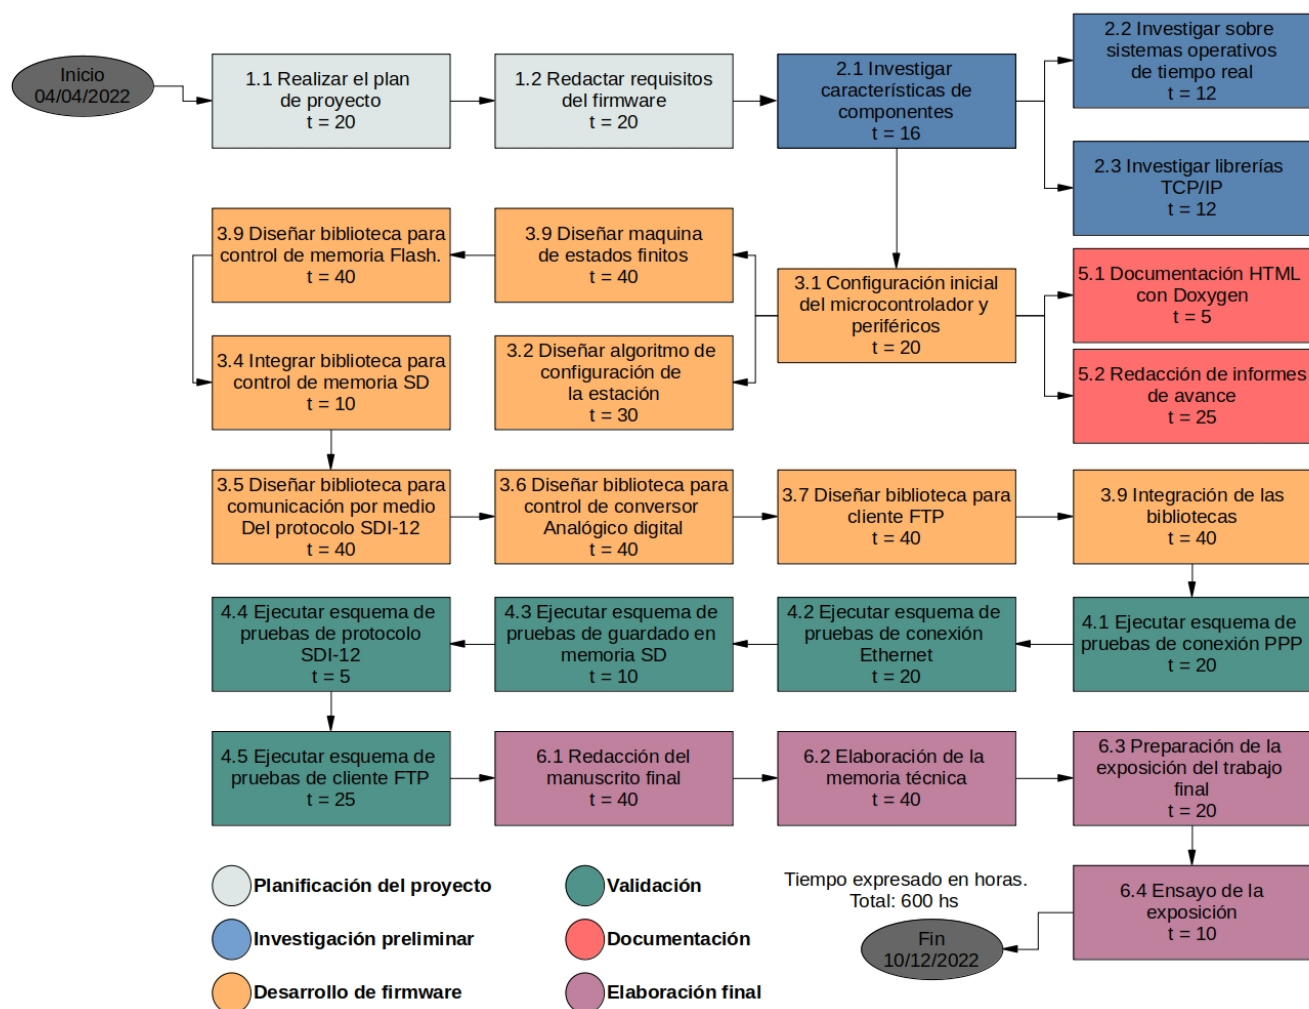 Inicio
04/04/2022
1.1 Realizar el plan
de proyecto
t = 20
1.2 Redactar requisitos
del firmware
t = 20
2.1 Investigar
características de
componentes
t = 16
2.2 Investigar sobre
sistemas operativos
de tiempo real
t = 12
2.3 Investigar librerías
TCP/IP
t = 12
3.9 Diseñar biblioteca para
control de memoria Flash.
t = 40
3.9 Diseñar maquina
de estados finitos
t = 40
3.1 Configuración inicial
del microcontrolador y
periféricos
t = 20
5.1 Documentación HTML
con Doxygen
t = 5
3.4 Integrar biblioteca para
control de memoria SD
t = 10
3.2 Diseñar algoritmo de
configuración de
la estación
t = 30
5.2 Redacción de informes
de avance
t = 25
3.5 Diseñar biblioteca para
comunicación por medio
Del protocolo SDI-12
t = 40
3.6 Diseñar biblioteca para
control de conversor
Analógico digital
t = 40
3.7 Diseñar biblioteca para
cliente FTP
t = 40
3.9 Integración de las
bibliotecas
t = 40
4.4 Ejecutar esquema de
pruebas de protocolo
SDI-12
t = 5
4.3 Ejecutar esquema de
pruebas de guardado en
memoria SD
t = 10
4.2 Ejecutar esquema de
pruebas de conexión
Ethernet
t = 20
4.1 Ejecutar esquema de
pruebas de conexión PPP
t = 20
4.5 Ejecutar esquema de
pruebas de cliente FTP
t = 25
6.1 Redacción del
manuscrito final
t = 40
6.2 Elaboración de la
memoria técnica
t = 40
6.3 Preparación de la
exposición del trabajo
final
t = 20
Planificación del proyecto
Investigación preliminar
Desarrollo de firmware
Validación
Documentación
Elaboración final
Tiempo expresado en horas.
Total: 600 hs
6.4 Ensayo de la
exposición
t = 10
Fin
10/12/2022